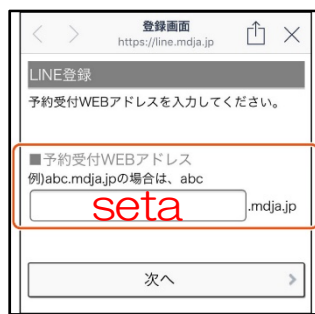 登録画面
https://line.mdja.jp
LINE登録
予約受付WEBアドレスを入力してください。
■予約受付WEBアドレス
例)abc.mdja.jpの場合は、abc
seta .mdja.jp
次へ